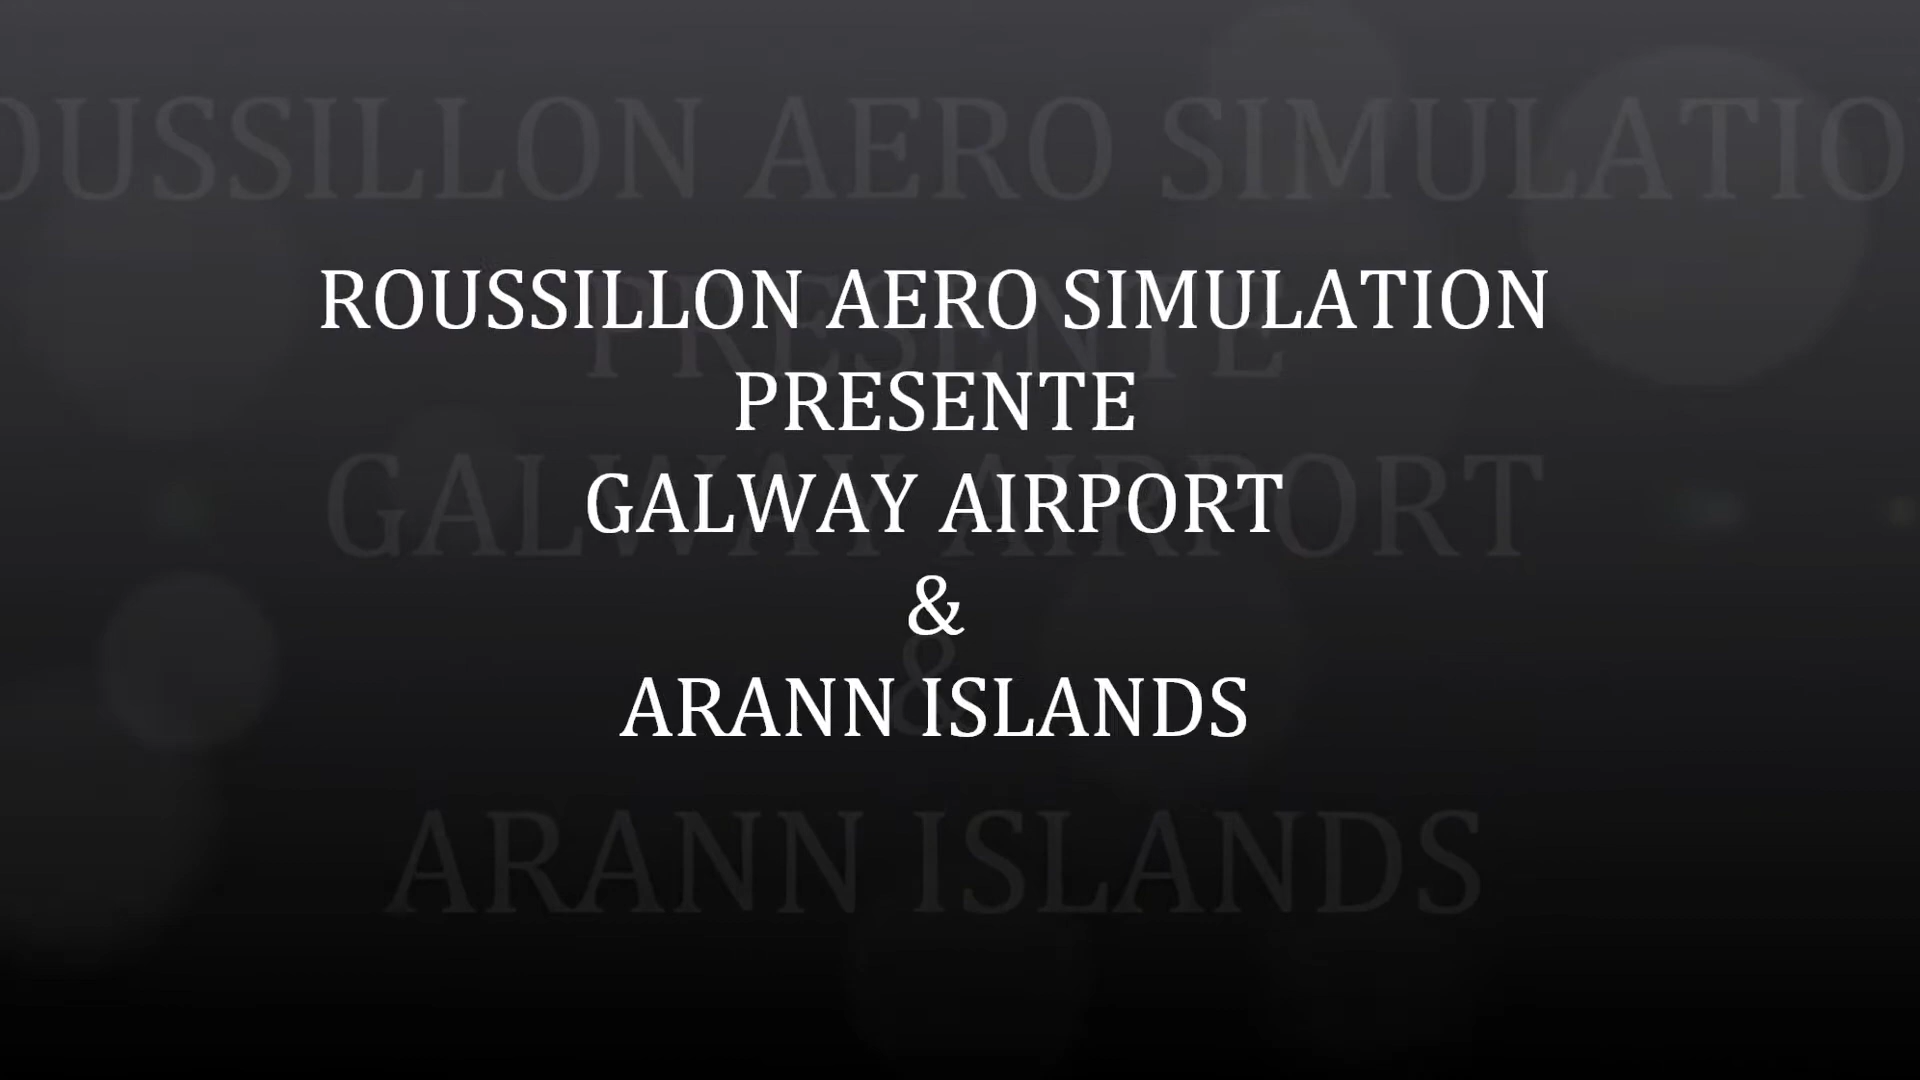 ROUSSILLON AERO SIMULATION
PRESENTE
GALWAY AIRPORT
&
ARANN ISLANDS